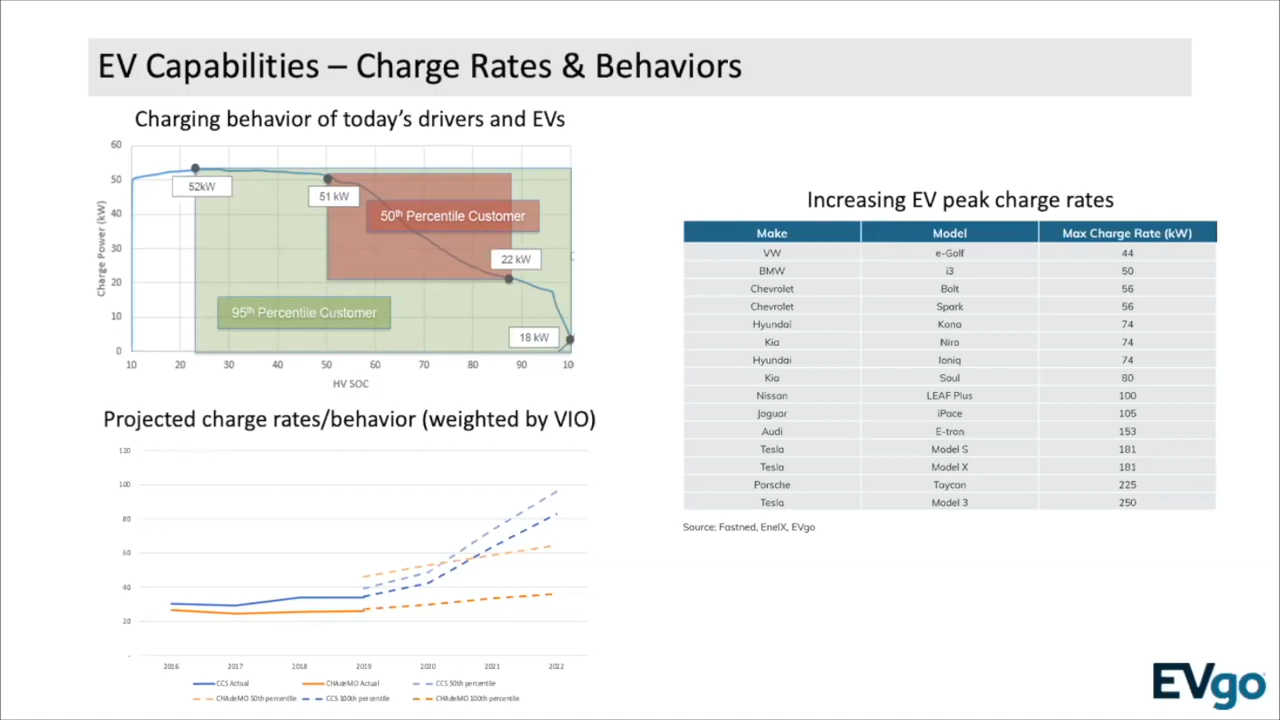 EV Capabilities – Charge Rates & Behaviors
Charging behavior of today's drivers and EVs
60
50
40
30
20
10
0
Charge Power (kW)
52kW
51 kW
50th Percentile Customer
22 kW
95th Percentile Customer
18 kW
10 20 30 40 50 60 70 80 90 10
HV SOC
Projected charge rates/behavior (weighted by VIO)
120
100
80
60
40
20
-
2016 2017 2018 2019 2020 2021 2022
CCS Actual CHAdeMO Actual CCS 50th percentile
CHAdeMO 50th percentile CCS 100th percentile CHAdeMO 100th percentile
Increasing EV peak charge rates
Make Model Max Charge Rate (kW)
VW e-Golf 44
BMW i3 50
Chevrolet Bolt 56
Chevrolet Spark 56
Hyundai Kona 74
Kia Niro 74
Hyundai Ioniq 74
Kia Soul 80
Nissan LEAF Plus 100
Jaguar iPace 105
Audi E-tron 153
Tesla Model S 181
Tesla Model X 181
Porsche Taycan 225
Tesla Model 3 250
Source: Fastned, EnelX, EVgo
EVgo